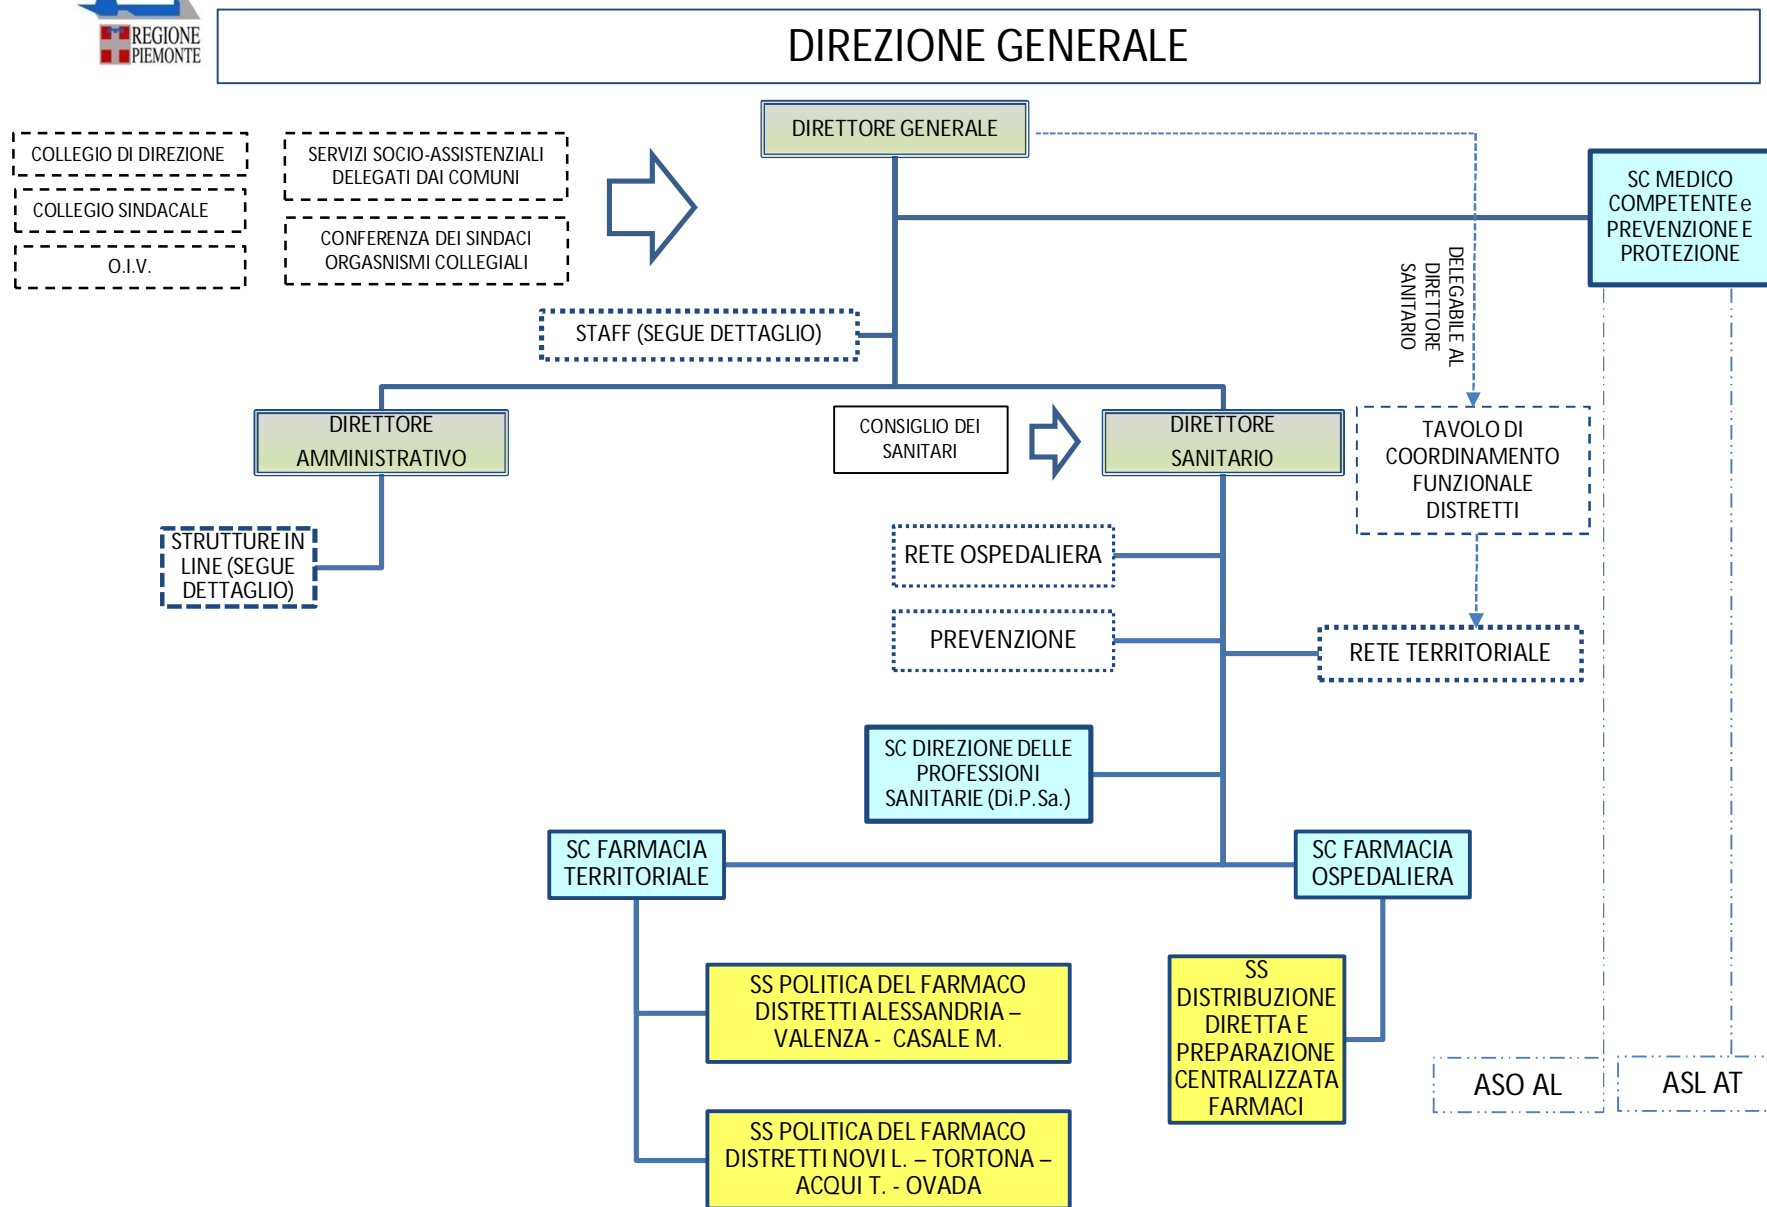 REGIONE
PIEMONTE
DIREZIONE GENERALE
DIRETTORE GENERALE
COLLEGIO DI DIREZIONE
COLLEGIO SINDACALE
O.I.V.
SERVIZI SOCIO-ASSISTENZIALI
DELEGATI DAI COMUNI
CONFERENZA DEI SINDACI
ORGASNISMI COLLEGIALI
SC MEDICO
COMPETENTE e
PREVENZIONE E
PROTEZIONE
DELEGABILE AL
DIRETTORE
SANITARIO
STAFF (SEGUE DETTAGLIO)
DIRETTORE
AMMINISTRATIVO
CONSIGLIO DEI
SANITARI
DIRETTORE
SANITARIO
TAVOLO DI
COORDINAMENTO
FUNZIONALE
DISTRETTI
STRUTTURE IN
LINE (SEGUE
DETTAGLIO)
RETE OSPEDALIERA
PREVENZIONE
RETE TERRITORIALE
SC DIREZIONE DELLE
PROFESSIONI
SANITARIE (Di.P.Sa.)
SC FARMACIA
TERRITORIALE
SC FARMACIA
OSPEDALIERA
SS POLITICA DEL FARMACO
DISTRETTI ALESSANDRIA –
VALENZA - CASALE M.
SS
DISTRIBUZIONE
DIRETTA E
PREPARAZIONE
CENTRALIZZATA
FARMACI
ASO AL
ASL AT
SS POLITICA DEL FARMACO
DISTRETTI NOVI L. – TORTONA –
ACQUI T. - OVADA